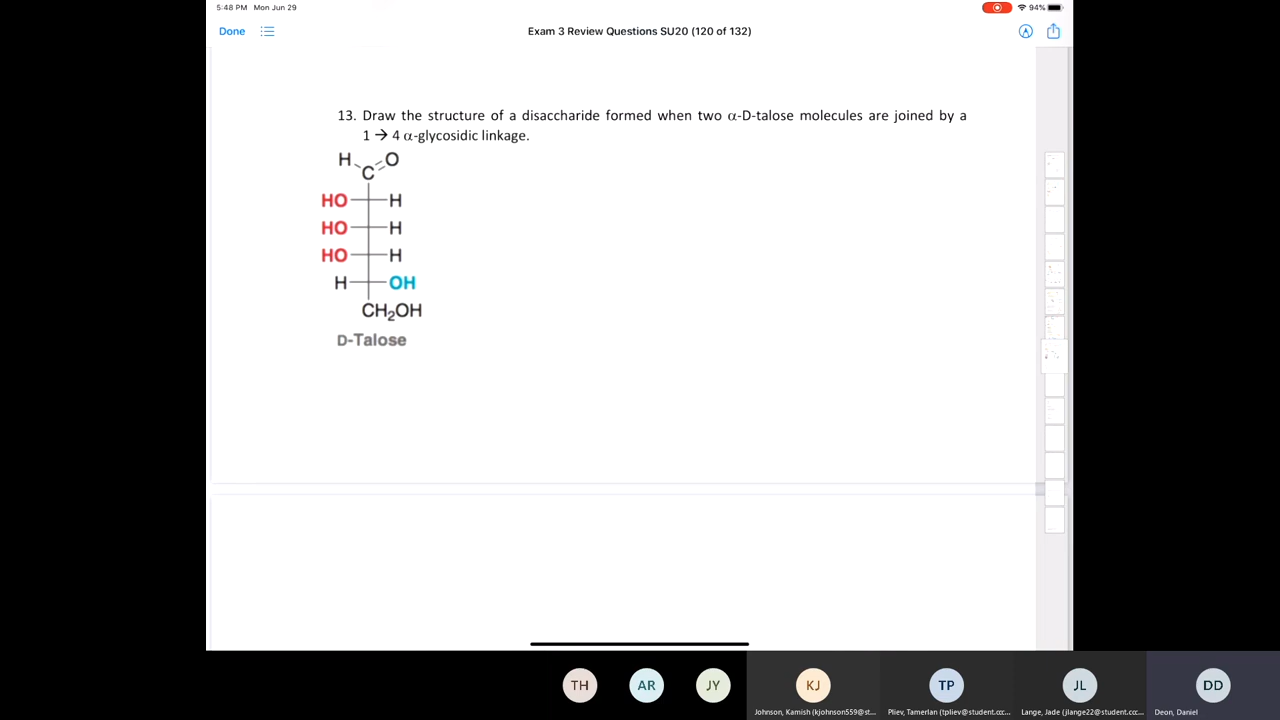 5:48 PM Mon Jun 29
94%
Done
Exam 3 Review Questions SU20 (120 of 132)
13. Draw the structure of a disaccharide formed when two α-D-talose molecules are joined by a
1 → 4 α-glycosidic linkage.
H O
C
HO H
HO H
HO H
H OH
CH₂OH
D-Talose
TH AR JY KJ TP JL DD
Johnson, Kamish (kjohnson559@st... Pliev, Tamerlan (tpliev@student.ccc... Lange, Jade (jlange22@student.ccc... Deon, Daniel